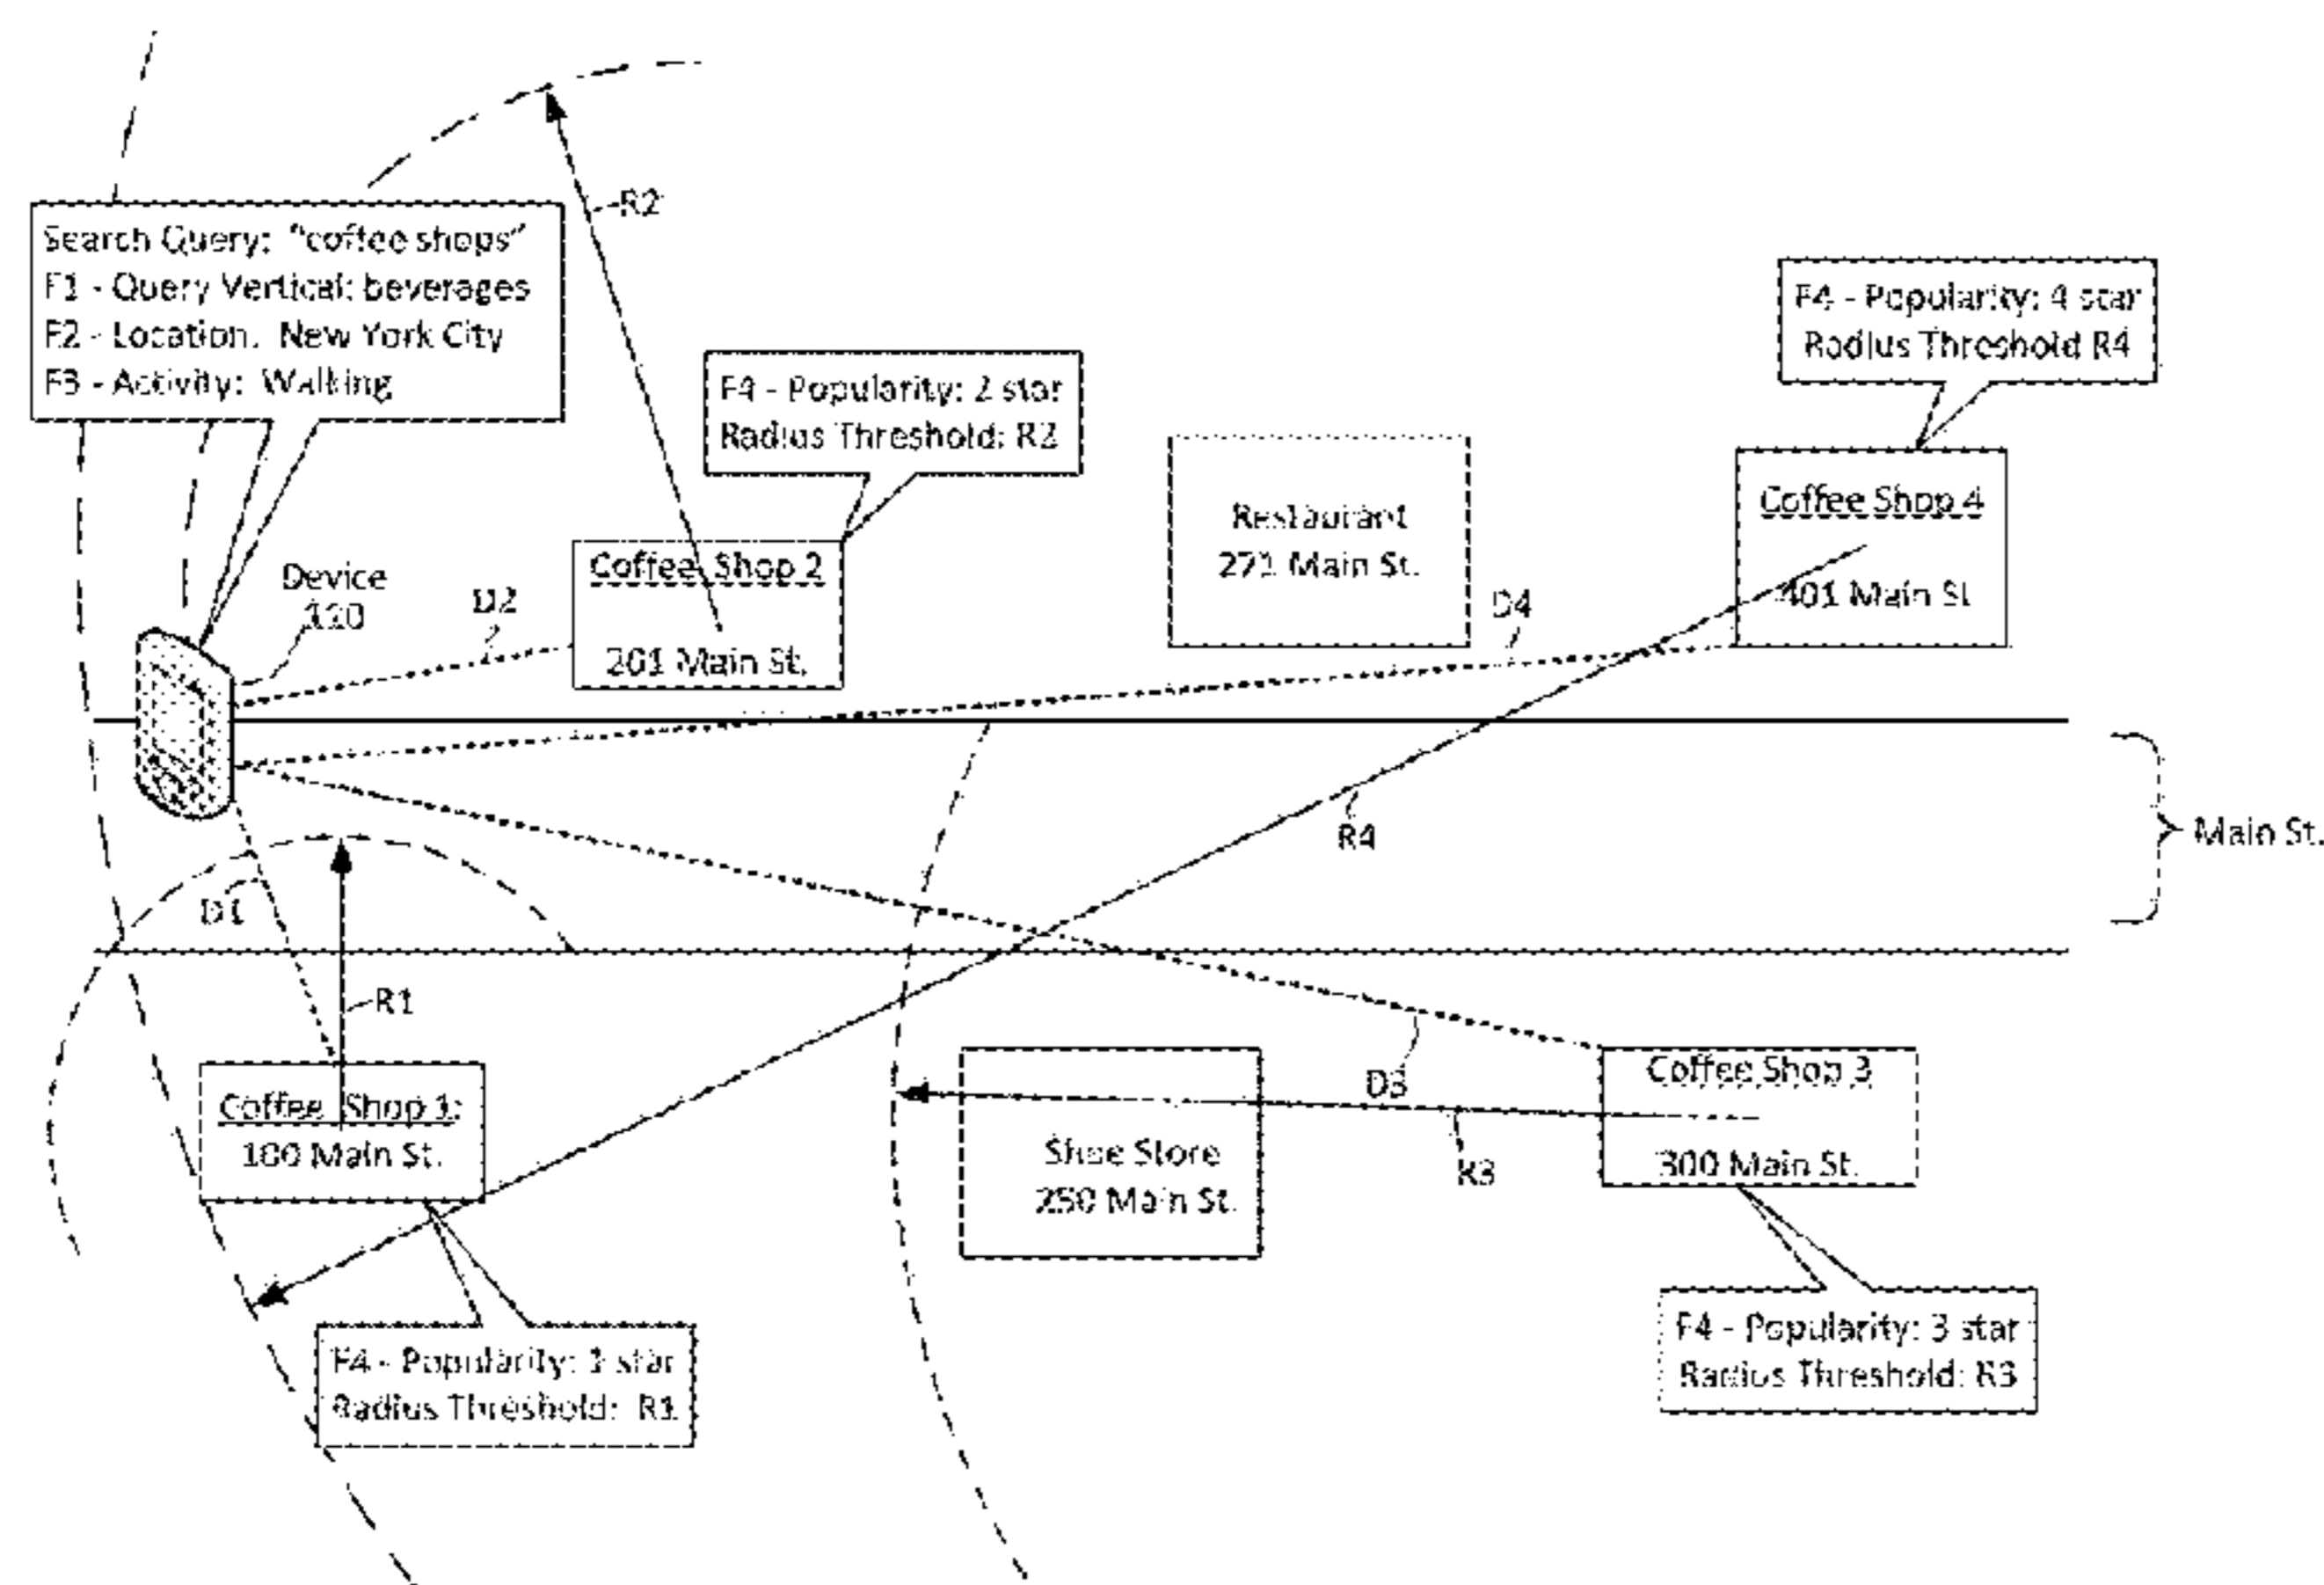 R2
Search Query: "coffee shops"
F1 - Query Vertical: beverages
F2 - Location: New York City
F3 - Activity: Walking
F4 - Popularity: 4 star
Radius Threshold R4
F4 - Popularity: 2 star
Radius Threshold: R2
Coffee Shop 4
401 Main St.
Restaurant
271 Main St.
Coffee Shop 2
201 Main St.
Device
110
D2
D4
R4
Main St.
D1
R1
D3
R3
Coffee Shop 1:
100 Main St.
Shoe Store
250 Main St.
Coffee Shop 3
300 Main St.
F4 - Popularity: 1 star
Radius Threshold: R1
F4 - Popularity: 3 star
Radius Threshold: R3